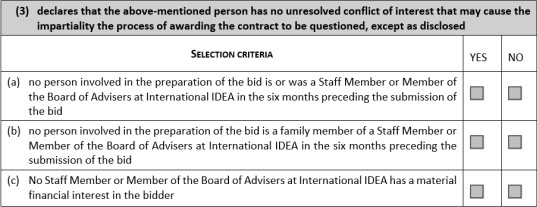 (3) declares that the above-mentioned person has no unresolved conflict of interest that may cause the
impartiality the process of awarding the contract to be questioned, except as disclosed
SELECTION CRITERIA YES NO
(a) no person involved in the preparation of the bid is or was a Staff Member or Member of
the Board of Advisers at International IDEA in the six months preceding the submission of
the bid
(b) no person involved in the preparation of the bid is a family member of a Staff Member or
Member of the Board of Advisers at International IDEA in the six months preceding the
submission of the bid
(c) No Staff Member or Member of the Board of Advisers at International IDEA has a material
financial interest in the bidder